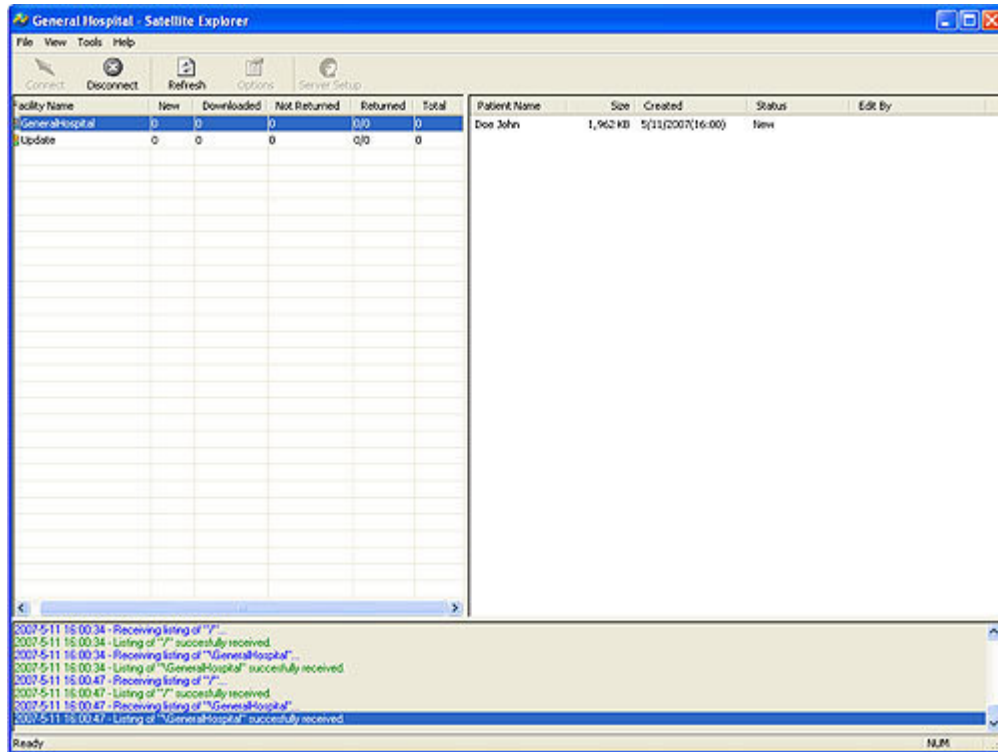 General Hospital - Satellite Explorer
File View Tools Help
Connect Disconnect Refresh Options Server Setup
acility Name New Downloaded Not Returned Returned Total
GeneralHospital 0 0 0 0/0 0
Update 0 0 0 0/0 0
Patient Name Size Created Status Edit By
Doe John 1,962 KB 5/11/2007(16:00) New
2007-5-11 16:00:34 - Receiving listing of "/"...
2007-5-11 16:00:34 - Listing of "/" succesfully received.
2007-5-11 16:00:34 - Receiving listing of "\GeneralHospital"...
2007-5-11 16:00:34 - Listing of "\GeneralHospital" succesfully received.
2007-5-11 16:00:47 - Receiving listing of "/"...
2007-5-11 16:00:47 - Listing of "/" succesfully received.
2007-5-11 16:00:47 - Receiving listing of "\GeneralHospital"...
2007-5-11 16:00:47 - Listing of "\GeneralHospital" succesfully received.
Ready NUM